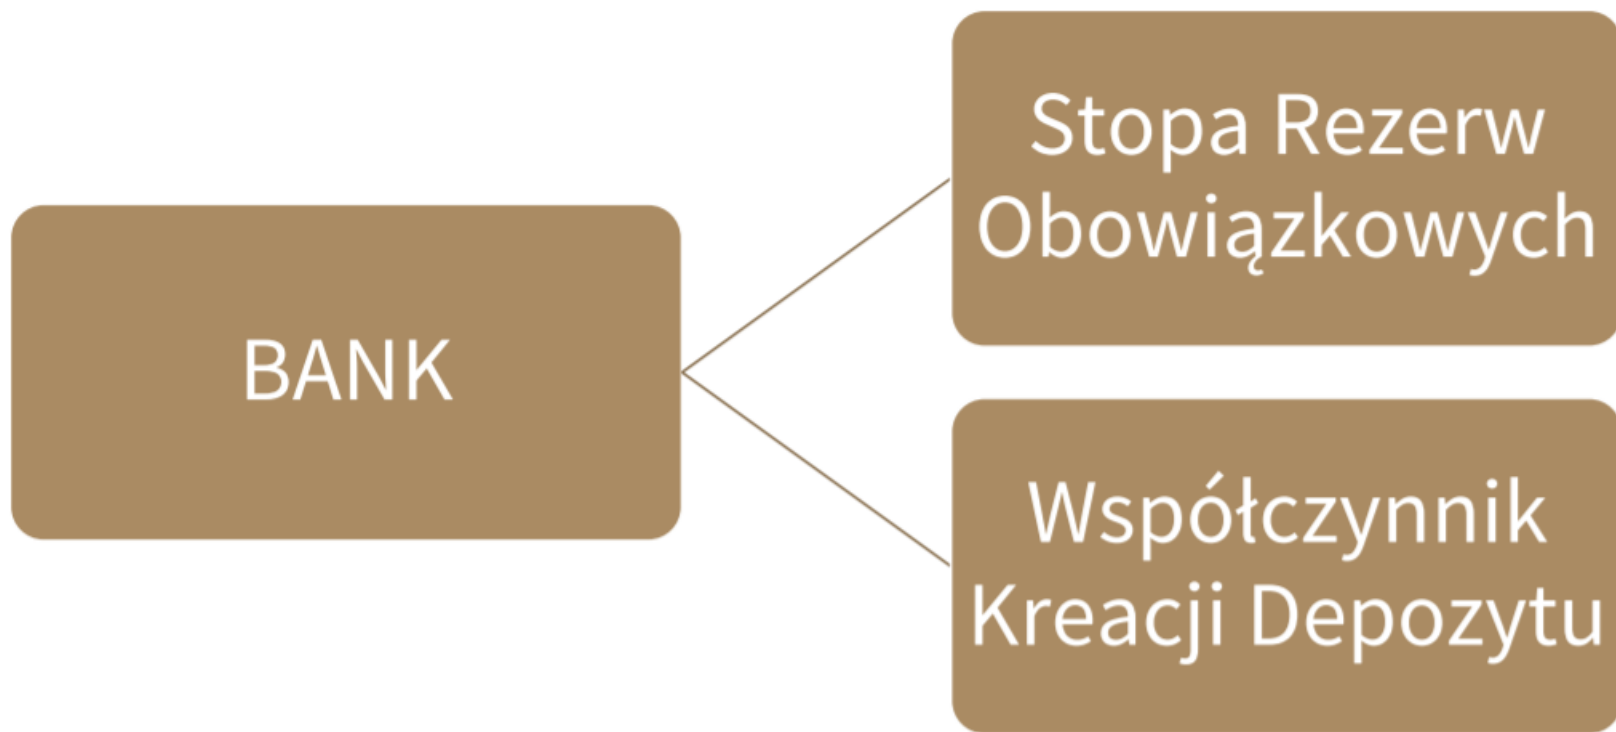 BANK
Stopa Rezerw
Obowiązkowych
Współczynnik
Kreacji Depozytu